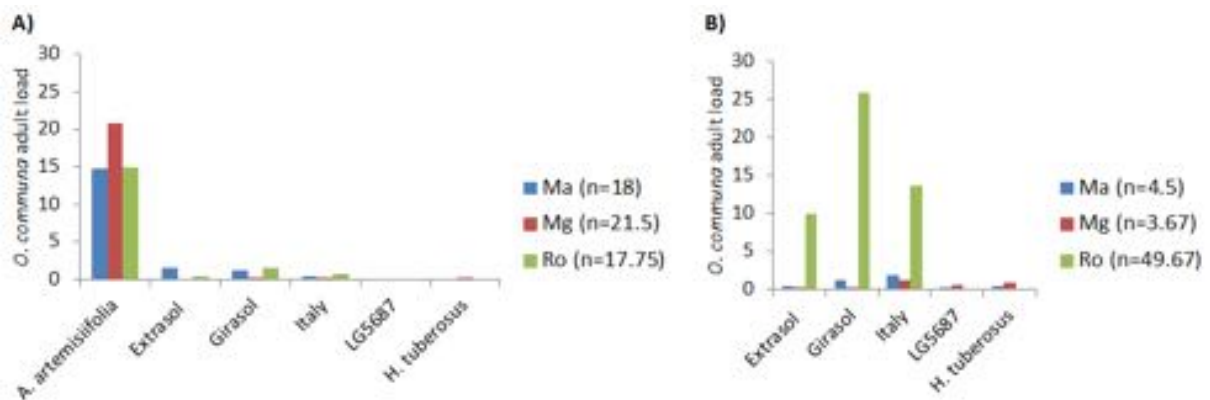 A)
O. communa adult load
30
25
20
15
10
5
0
A. artemisiifolia
Extrasol
Girasol
Italy
LG5687
H. tuberosus
Ma (n=18)
Mg (n=21.5)
Ro (n=17.75)
B)
O. communa adult load
30
25
20
15
10
5
0
Extrasol
Girasol
Italy
LG5687
H. tuberosus
Ma (n=4.5)
Mg (n=3.67)
Ro (n=49.67)